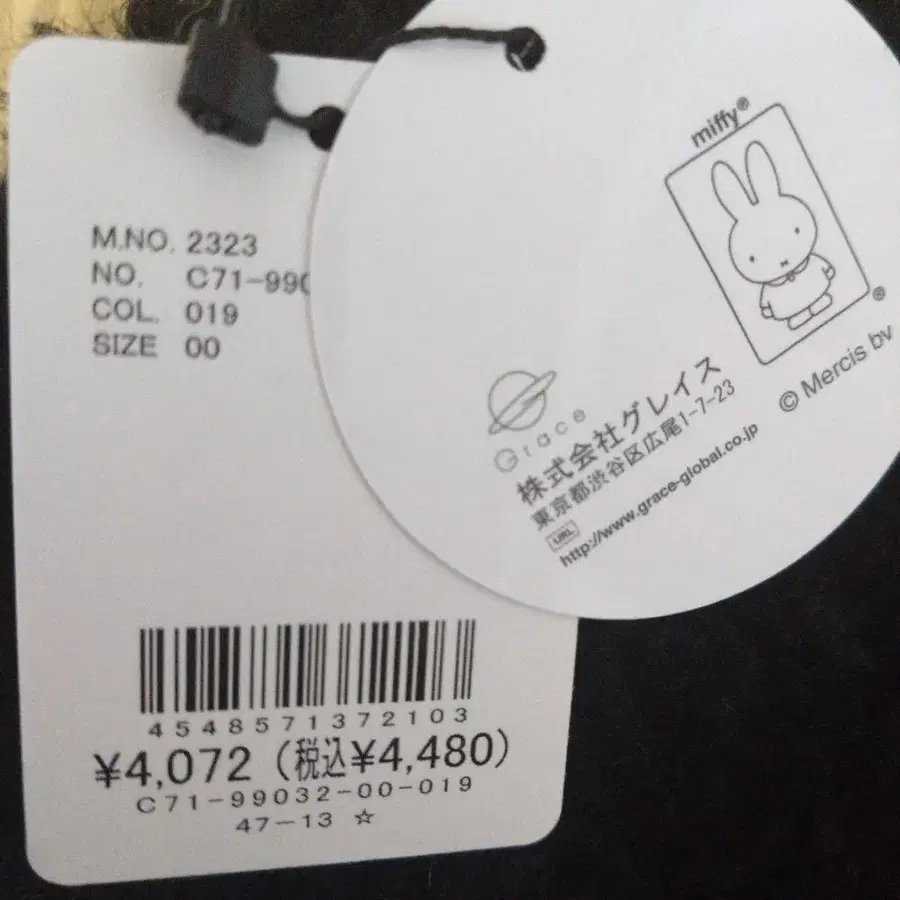 M.NO. 2323
NO. C71-990
COL. 019
SIZE 00
4548571372103
¥4,072 (税込¥4,480)
C71-99032-00-019
47-13 ☆
miffy®
®
© Mercis bv
Grace
株式会社グレイス
東京都渋谷区広尾1-7-23
URL
http://www.grace-global.co.jp